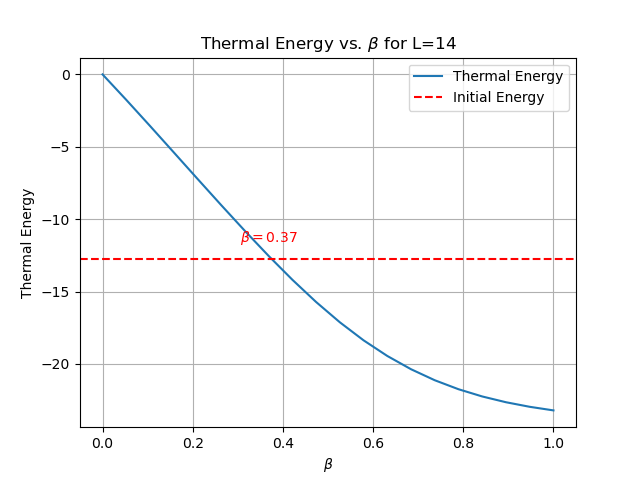 Thermal Energy vs. β for L=14
Thermal Energy
Initial Energy
β = 0.37
Thermal Energy
0
−5
−10
−15
−20
0.0 0.2 0.4 0.6 0.8 1.0
β